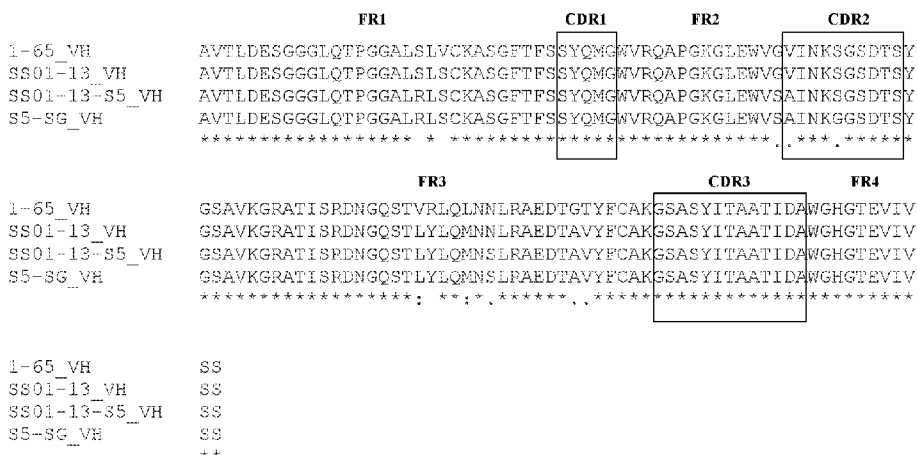 FR1 CDR1 FR2 CDR2
1-65_VH AVTLDESGGGLQTPGGALSLVCKASGFTFSSYQMGWVRQAPGKGLEWVGVINKSGSDTSY
SS01-13_VH AVTLDESGGGLQTPGGALSLVCKASGFTFSSYQMGWVRQAPGKGLEWVGVINKSGSDTSY
SS01-13-S5_VH AVTLDESGGGLQTPGGALRLSCKASGFTFSSYQMGWVRQAPGKGLEWVSAINKSGSDTSY
S5-SG_VH AVTLDESGGGLQTPGGALRLSCKASGFTFSSYQMGWVRQAPGKGLEWVSAINKGGSDTSY
****************** * ***************************..***.******
FR3 CDR3 FR4
1-65_VH GSAVKGRATISRDNGQSTVRLQLNNLRAEDTGTYFCAKGSASYITAATIDAWGHGTEVIV
SS01-13_VH GSAVKGRATISRDNGQSTLYLQMNNLRAEDTAVYFCAKGSASYITAATIDAWGHGTEVIV
SS01-13-S5_VH GSAVKGRATISRDNGQSTLYLQMNSLRAEDTAVYFCAKGSASYITAATIDAWGHGTEVIV
S5-SG_VH GSAVKGRATISRDNGQSTLYLQMNSLRAEDTAVYFCAKGSASYITAATIDAWGHGTEVIV
******************: **:*.******..***************************
1-65_VH SS
SS01-13_VH SS
SS01-13-S5_VH SS
S5-SG_VH SS
**